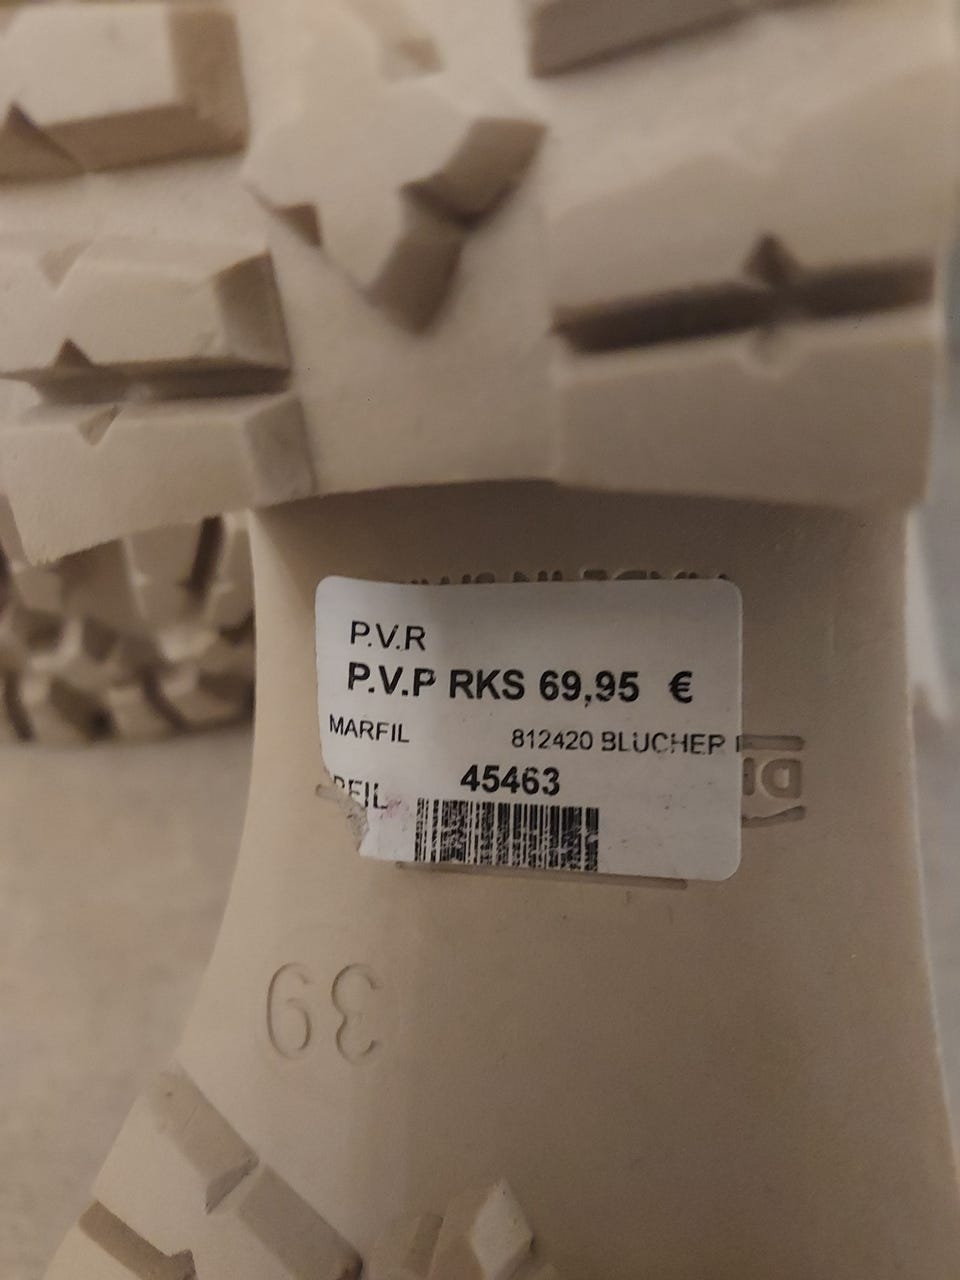 P.V.R
P.V.P RKS 69,95 €
MARFIL 812420 BLUCHER
45463
39